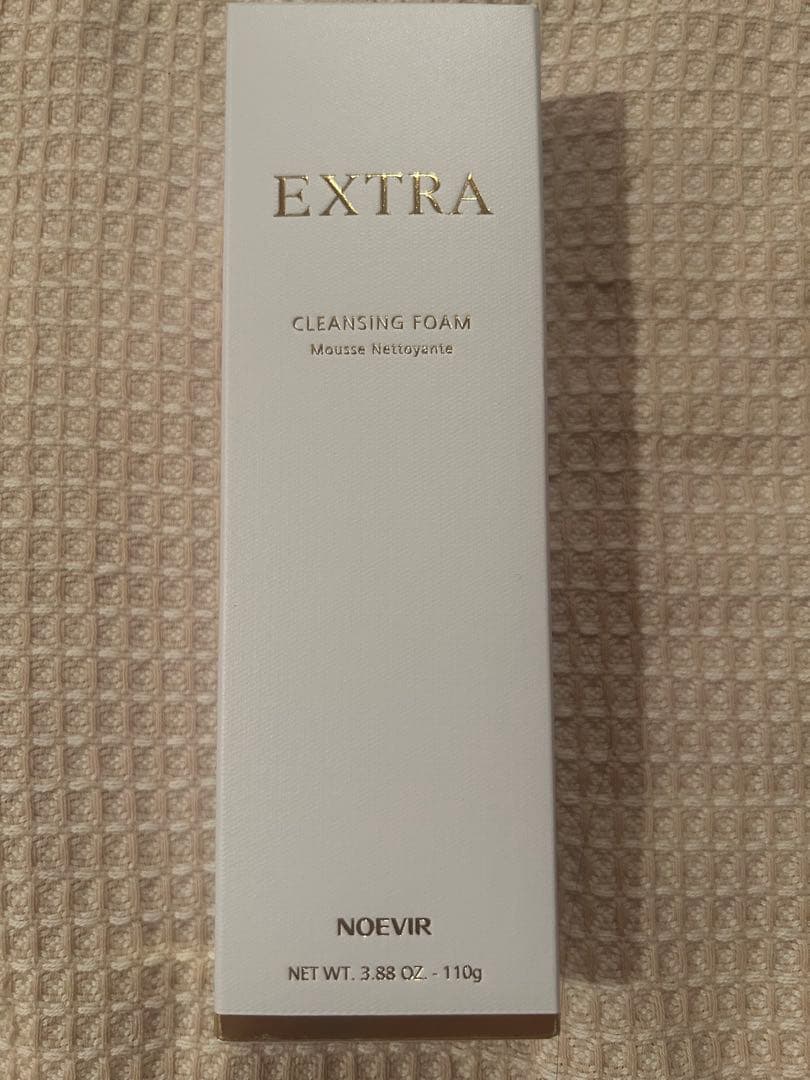 EXTRA
CLEANSING FOAM
Mousse Nettoyante
NOEVIR
NET WT. 3.88 OZ. - 110g